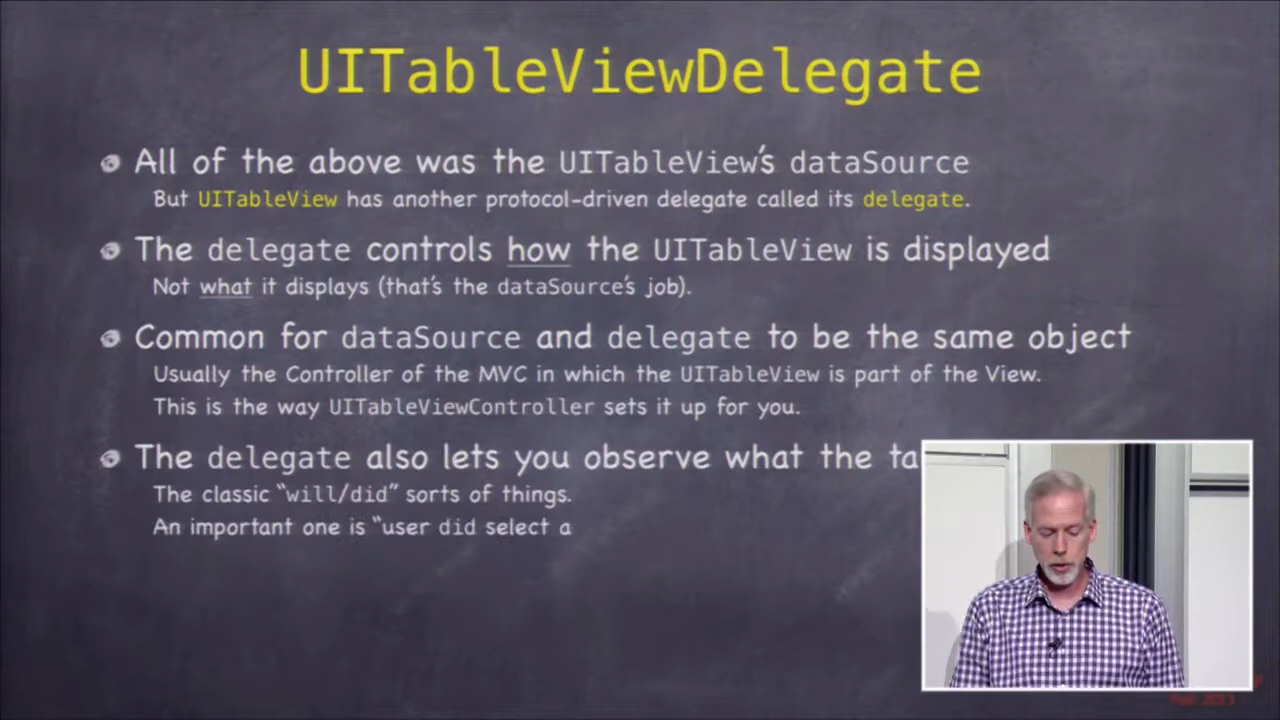 UITableViewDelegate
All of the above was the UITableView's dataSource
But UITableView has another protocol-driven delegate called its delegate.
The delegate controls how the UITableView is displayed
Not what it displays (that's the dataSource's job).
Common for dataSource and delegate to be the same object
Usually the Controller of the MVC in which the UITableView is part of the View.
This is the way UITableViewController sets it up for you.
The delegate also lets you observe what the ta
The classic “will/did” sorts of things.
An important one is “user did select a